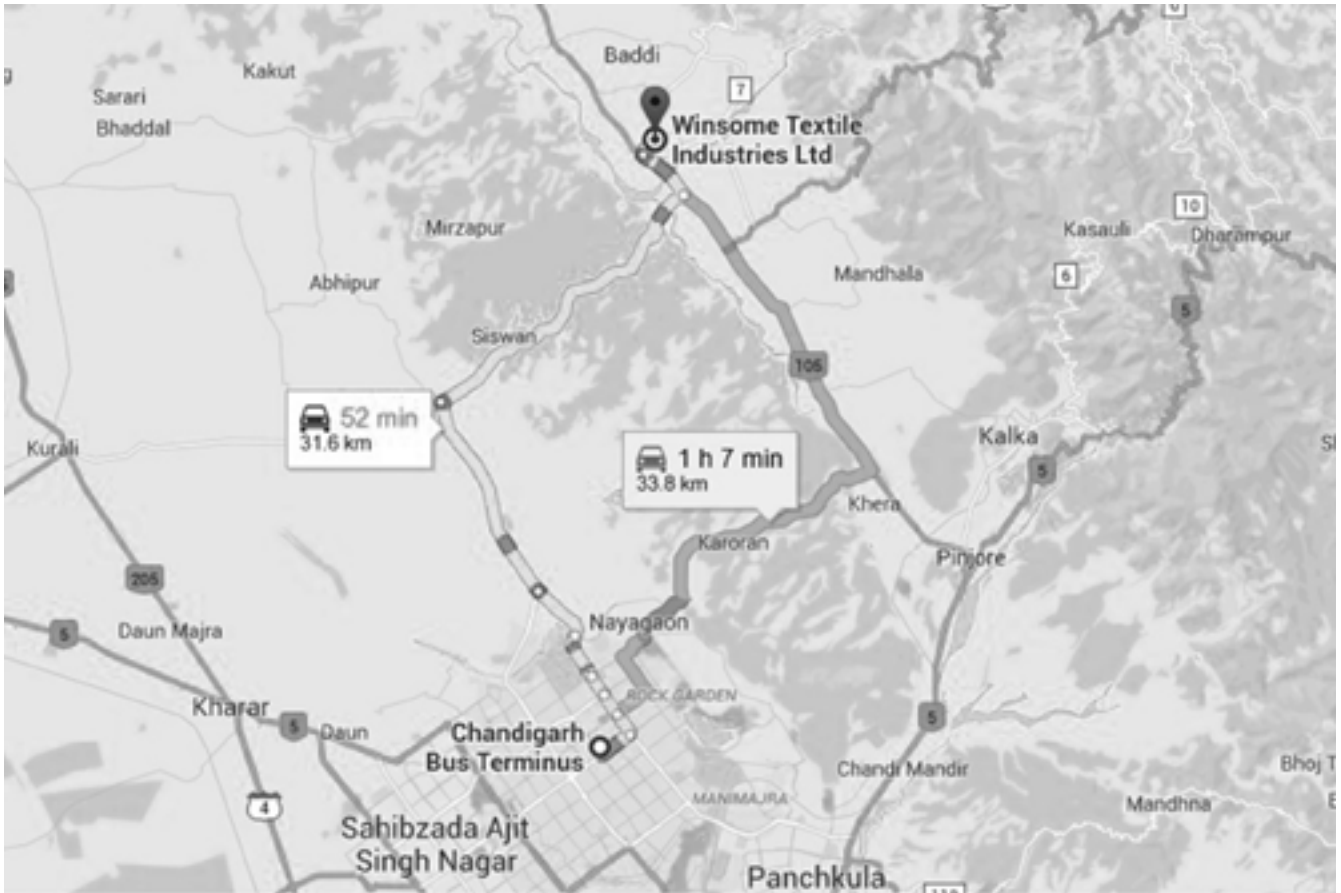 Baddi
Kakut
Sarari
7
Bhaddal
Winsome Textile
Industries Ltd
10
Mirzapur
Kasauli
Dharampur
Abhipur
Mandhala
6
5
Siswan
105
52 min
31.6 km
Kurali
Kalka
1 h 7 min
33.8 km
5
Khera
Karoran
Pinjore
205
Nayagaon
5
Daun Majra
ROCK GARDEN
Kharar
5
Daun
5
Chandigarh
Bus Terminus
Chandi Mandir
Bhoj T
MANIMAJRA
Mandhna
4
Sahibzada Ajit
Singh Nagar
Panchkula